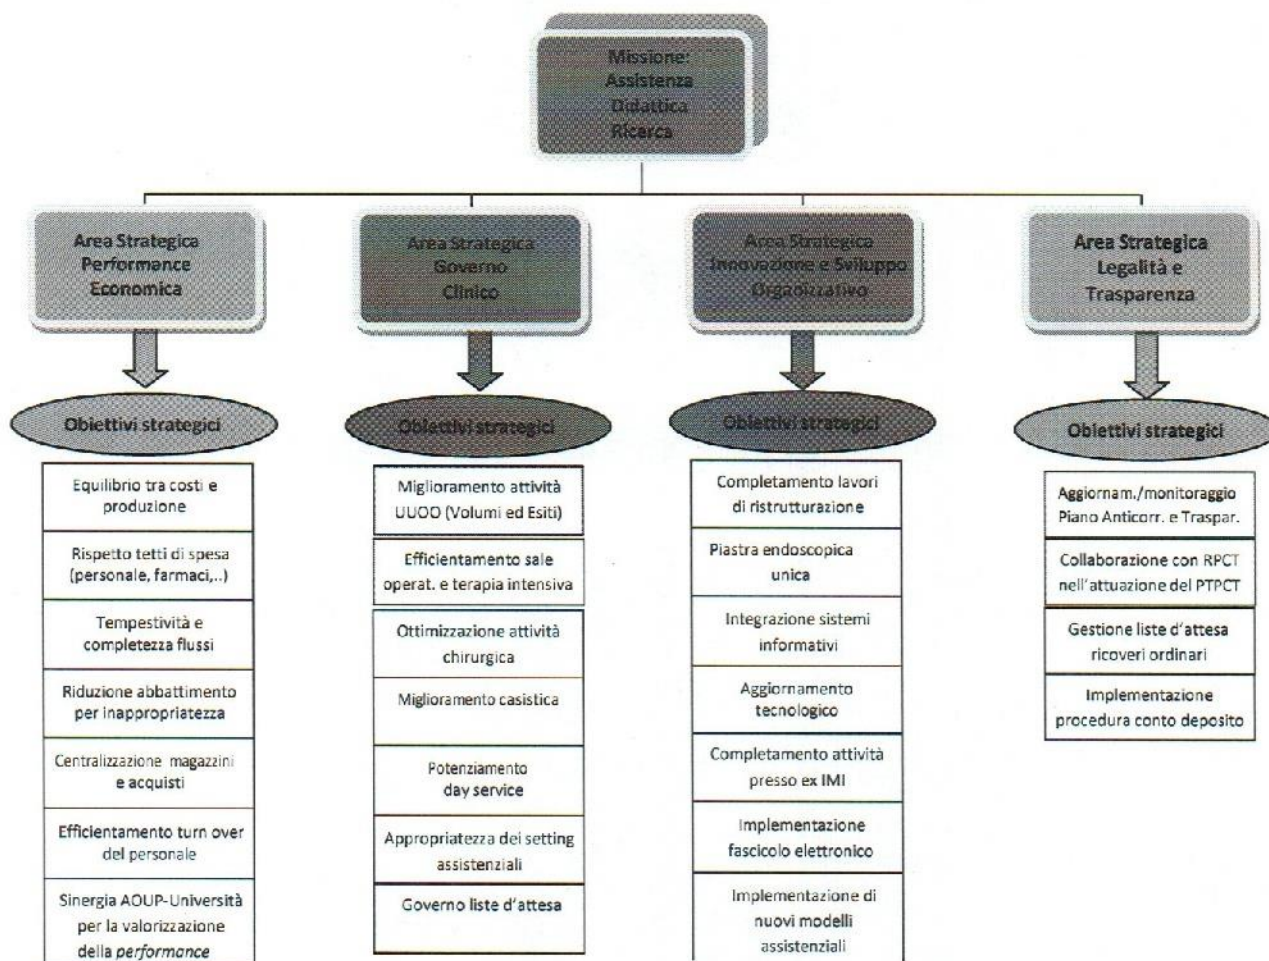 Missione:
Assistenza
Didattica
Ricerca
Area Strategica
Performance
Economica
Area Strategica
Governo
Clinico
Area Strategica
Innovazione e Sviluppo
Organizzativo
Area Strategica
Legalità e
Trasparenza
Obiettivi strategici
Obiettivi strategici
Obiettivi strategici
Obiettivi strategici
Equilibrio tra costi e
produzione
Rispetto tetti di spesa
(personale, farmaci,..)
Tempestività e
completezza flussi
Riduzione abbattimento
per inappropriatezza
Centralizzazione magazzini
e acquisti
Efficientamento turn over
del personale
Sinergia AOUP-Università
per la valorizzazione
della performance
Miglioramento attività
UUOO (Volumi ed Esiti)
Efficientamento sale
operat. e terapia intensiva
Ottimizzazione attività
chirurgica
Miglioramento casistica
Potenziamento
day service
Appropriatezza dei setting
assistenziali
Governo liste d'attesa
Completamento lavori
di ristrutturazione
Piastra endoscopica
unica
Integrazione sistemi
informativi
Aggiornamento
tecnologico
Completamento attività
presso ex IMI
Implementazione
fascicolo elettronico
Implementazione di
nuovi modelli
assistenziali
Aggiornam./monitoraggio
Piano Anticorr. e Traspar.
Collaborazione con RPCT
nell'attuazione del PTPCT
Gestione liste d'attesa
ricoveri ordinari
Implementazione
procedura conto deposito